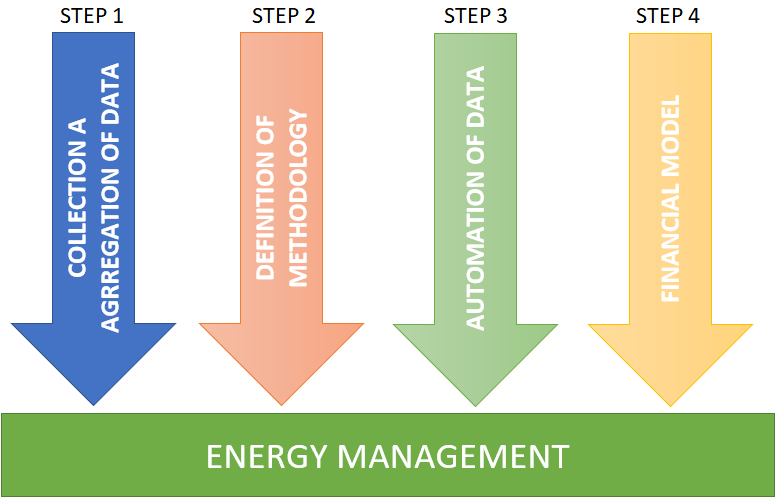 STEP 1
STEP 2
STEP 3
STEP 4
COLLECTION A
AGRREGATION OF DATA
DEFINITION OF
METHODOLOGY
AUTOMATION OF DATA
FINANCIAL MODEL
ENERGY MANAGEMENT